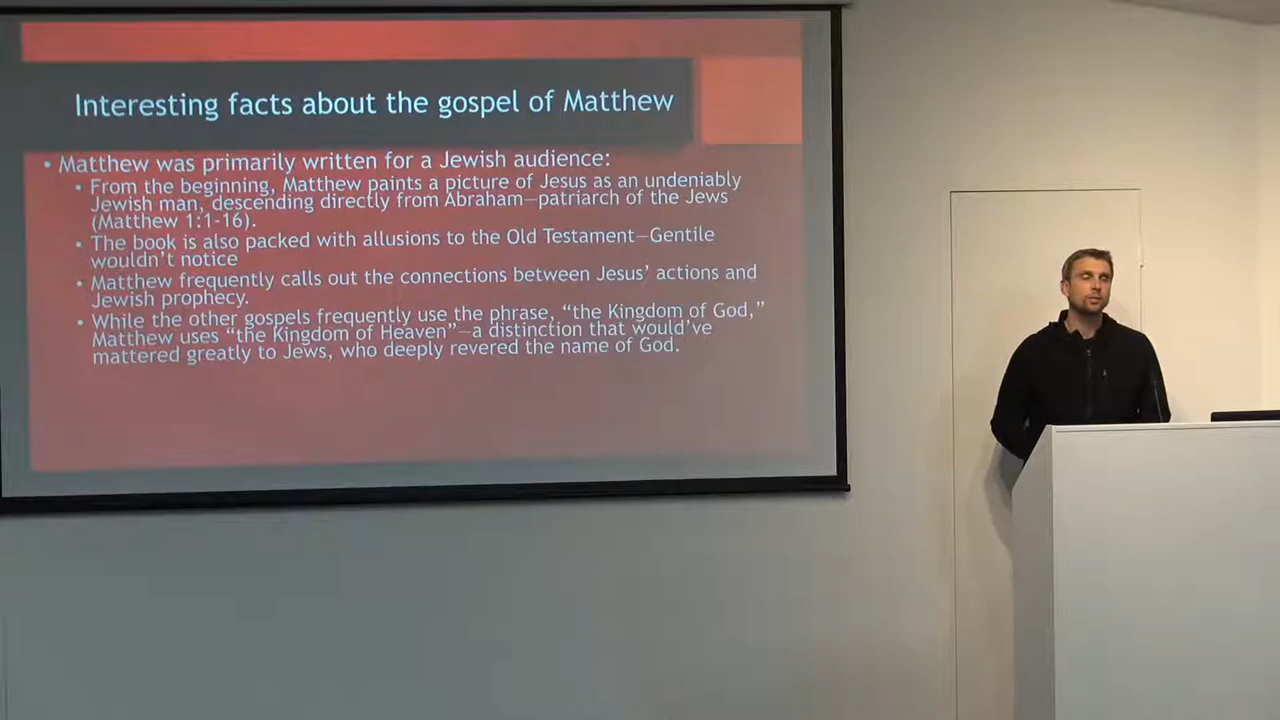 Interesting facts about the gospel of Matthew
• Matthew was primarily written for a Jewish audience:
• From the beginning, Matthew paints a picture of Jesus as an undeniably
Jewish man, descending directly from Abraham—patriarch of the Jews
(Matthew 1:1-16).
• The book is also packed with allusions to the Old Testament—Gentile
wouldn't notice
• Matthew frequently calls out the connections between Jesus' actions and
Jewish prophecy.
• While the other gospels frequently use the phrase, “the Kingdom of God,”
Matthew uses “the Kingdom of Heaven”—a distinction that would've
mattered greatly to Jews, who deeply revered the name of God.